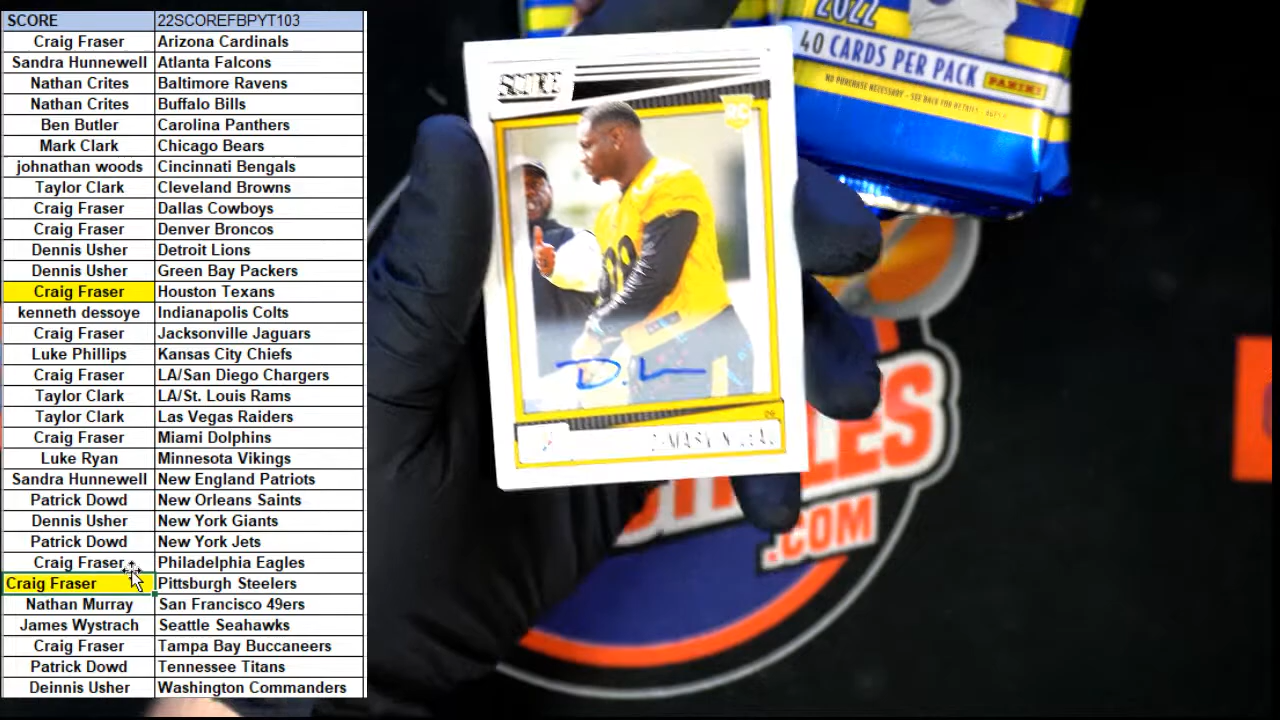 SCORE 22SCOREFBPYT103
Craig Fraser Arizona Cardinals
Sandra Hunnewell Atlanta Falcons
Nathan Crites Baltimore Ravens
Nathan Crites Buffalo Bills
Ben Butler Carolina Panthers
Mark Clark Chicago Bears
johnathan woods Cincinnati Bengals
Taylor Clark Cleveland Browns
Craig Fraser Dallas Cowboys
Craig Fraser Denver Broncos
Dennis Usher Detroit Lions
Dennis Usher Green Bay Packers
Craig Fraser Houston Texans
kenneth dessoye Indianapolis Colts
Craig Fraser Jacksonville Jaguars
Luke Phillips Kansas City Chiefs
Craig Fraser LA/San Diego Chargers
Taylor Clark LA/St. Louis Rams
Taylor Clark Las Vegas Raiders
Craig Fraser Miami Dolphins
Luke Ryan Minnesota Vikings
Sandra Hunnewell New England Patriots
Patrick Dowd New Orleans Saints
Dennis Usher New York Giants
Patrick Dowd New York Jets
Craig Fraser Philadelphia Eagles
Craig Fraser Pittsburgh Steelers
Nathan Murray San Francisco 49ers
James Wystrach Seattle Seahawks
Craig Fraser Tampa Bay Buccaneers
Patrick Dowd Tennessee Titans
Deinnis Usher Washington Commanders
2022
40 CARDS PER PACK PANINI
NO PURCHASE NECESSARY - SEE BACK FOR DETAILS
SCORE
RC
.COM